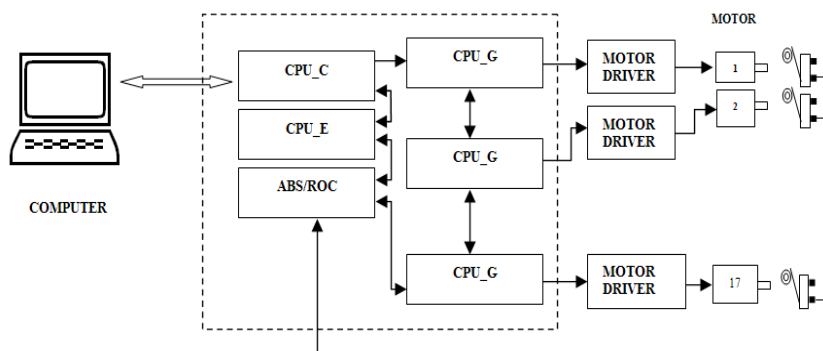 MOTOR
CPU_C
CPU_G
MOTOR
DRIVER
1
2
CPU_E
MOTOR
DRIVER
CPU_G
ABS/ROC
COMPUTER
CPU_G
MOTOR
DRIVER
17